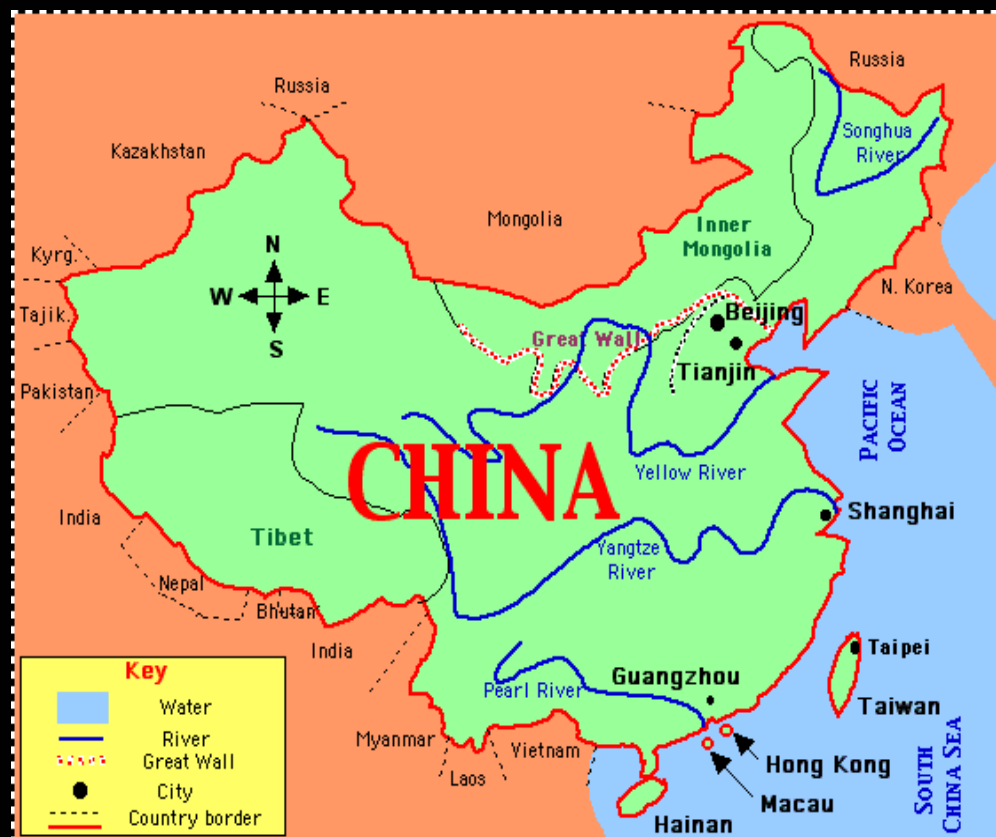 Russia
Russia
Kazakhstan
Songhua
River
Mongolia
Inner
Mongolia
Kyrg.
N
W E
S
N. Korea
Tajik.
Beijing
Great Wall
Tianjin
Pakistan
PACIFIC
OCEAN
CHINA
Yellow River
India
Shanghai
Tibet
Yangtze
River
Nepal
Bhutan
India
Taipei
Key
Water
River
Great Wall
City
Country border
Guangzhou
Pearl River
Taiwan
Myanmar
Vietnam
Laos
Hong Kong
Macau
Hainan
SOUTH
CHINA SEA